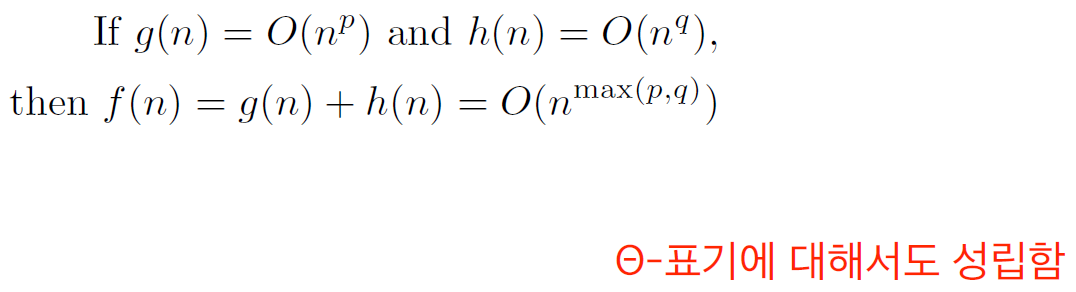 If g(n) = O(n^p) and h(n) = O(n^q),
then f(n) = g(n) + h(n) = O(n^max(p,q))
Θ-표기에 대해서도 성립함